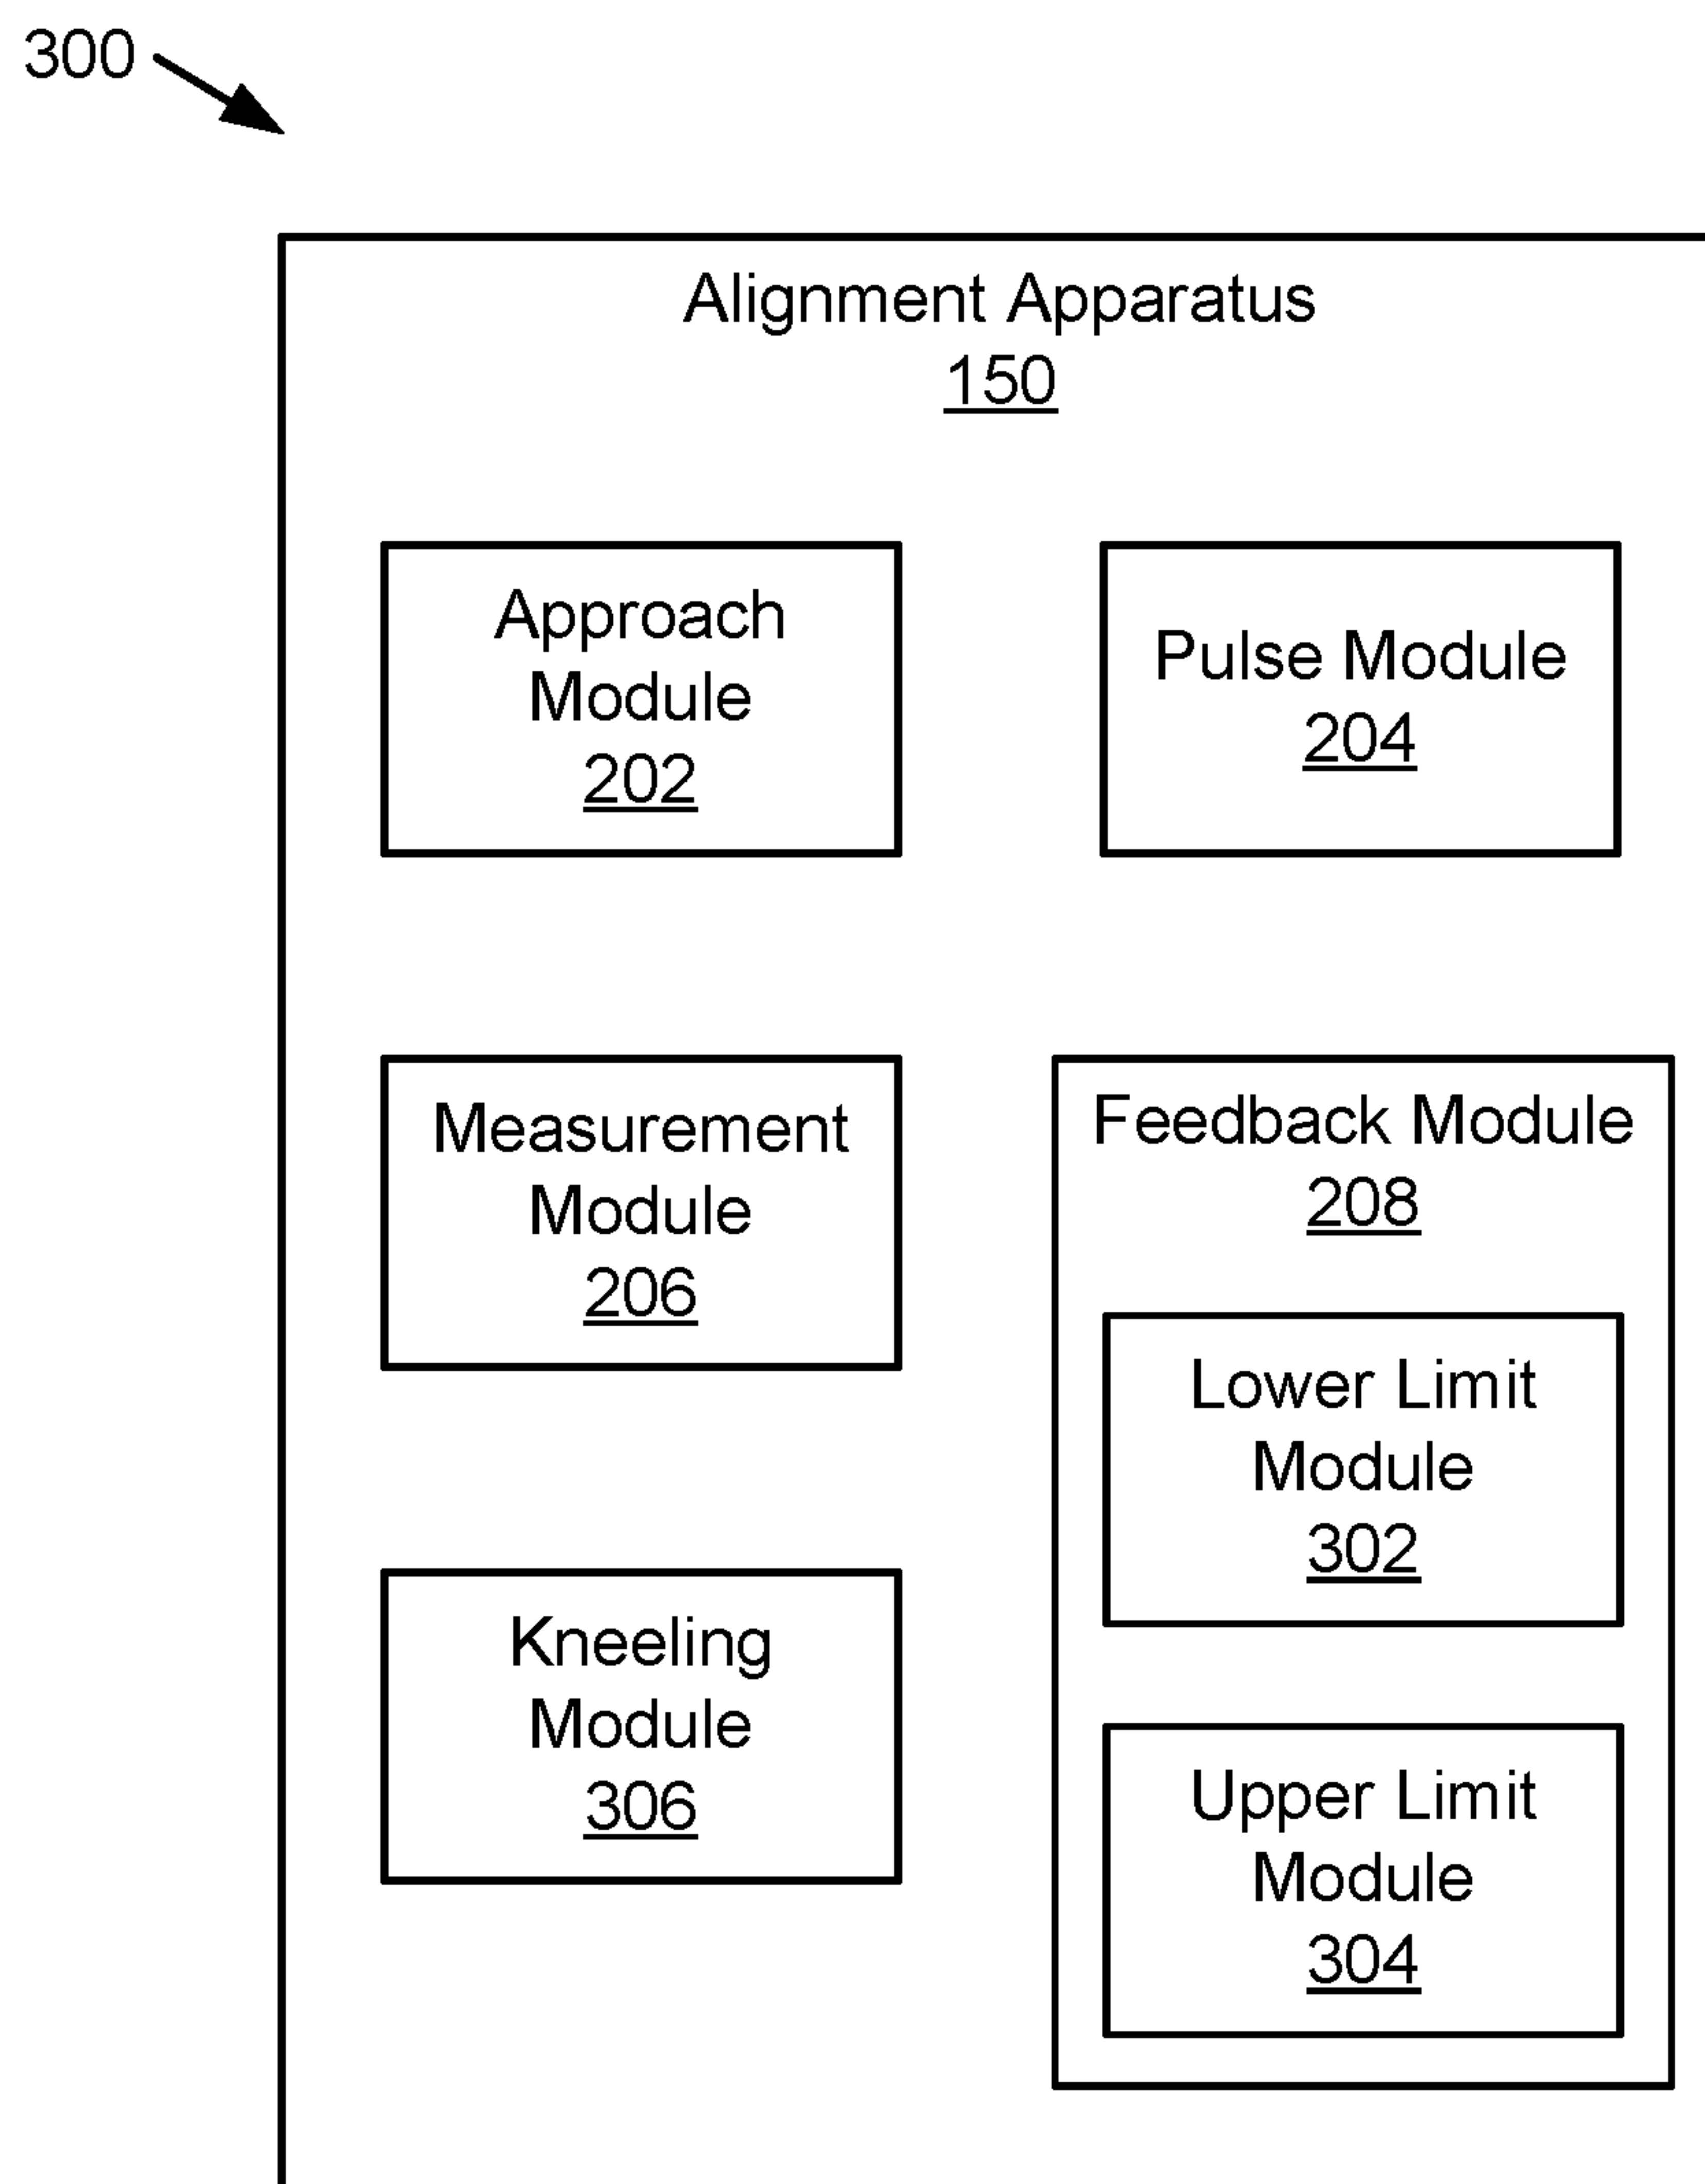 300
Alignment Apparatus
150
Approach
Module
202
Pulse Module
204
Measurement
Module
206
Feedback Module
208
Lower Limit
Module
302
Kneeling
Module
306
Upper Limit
Module
304